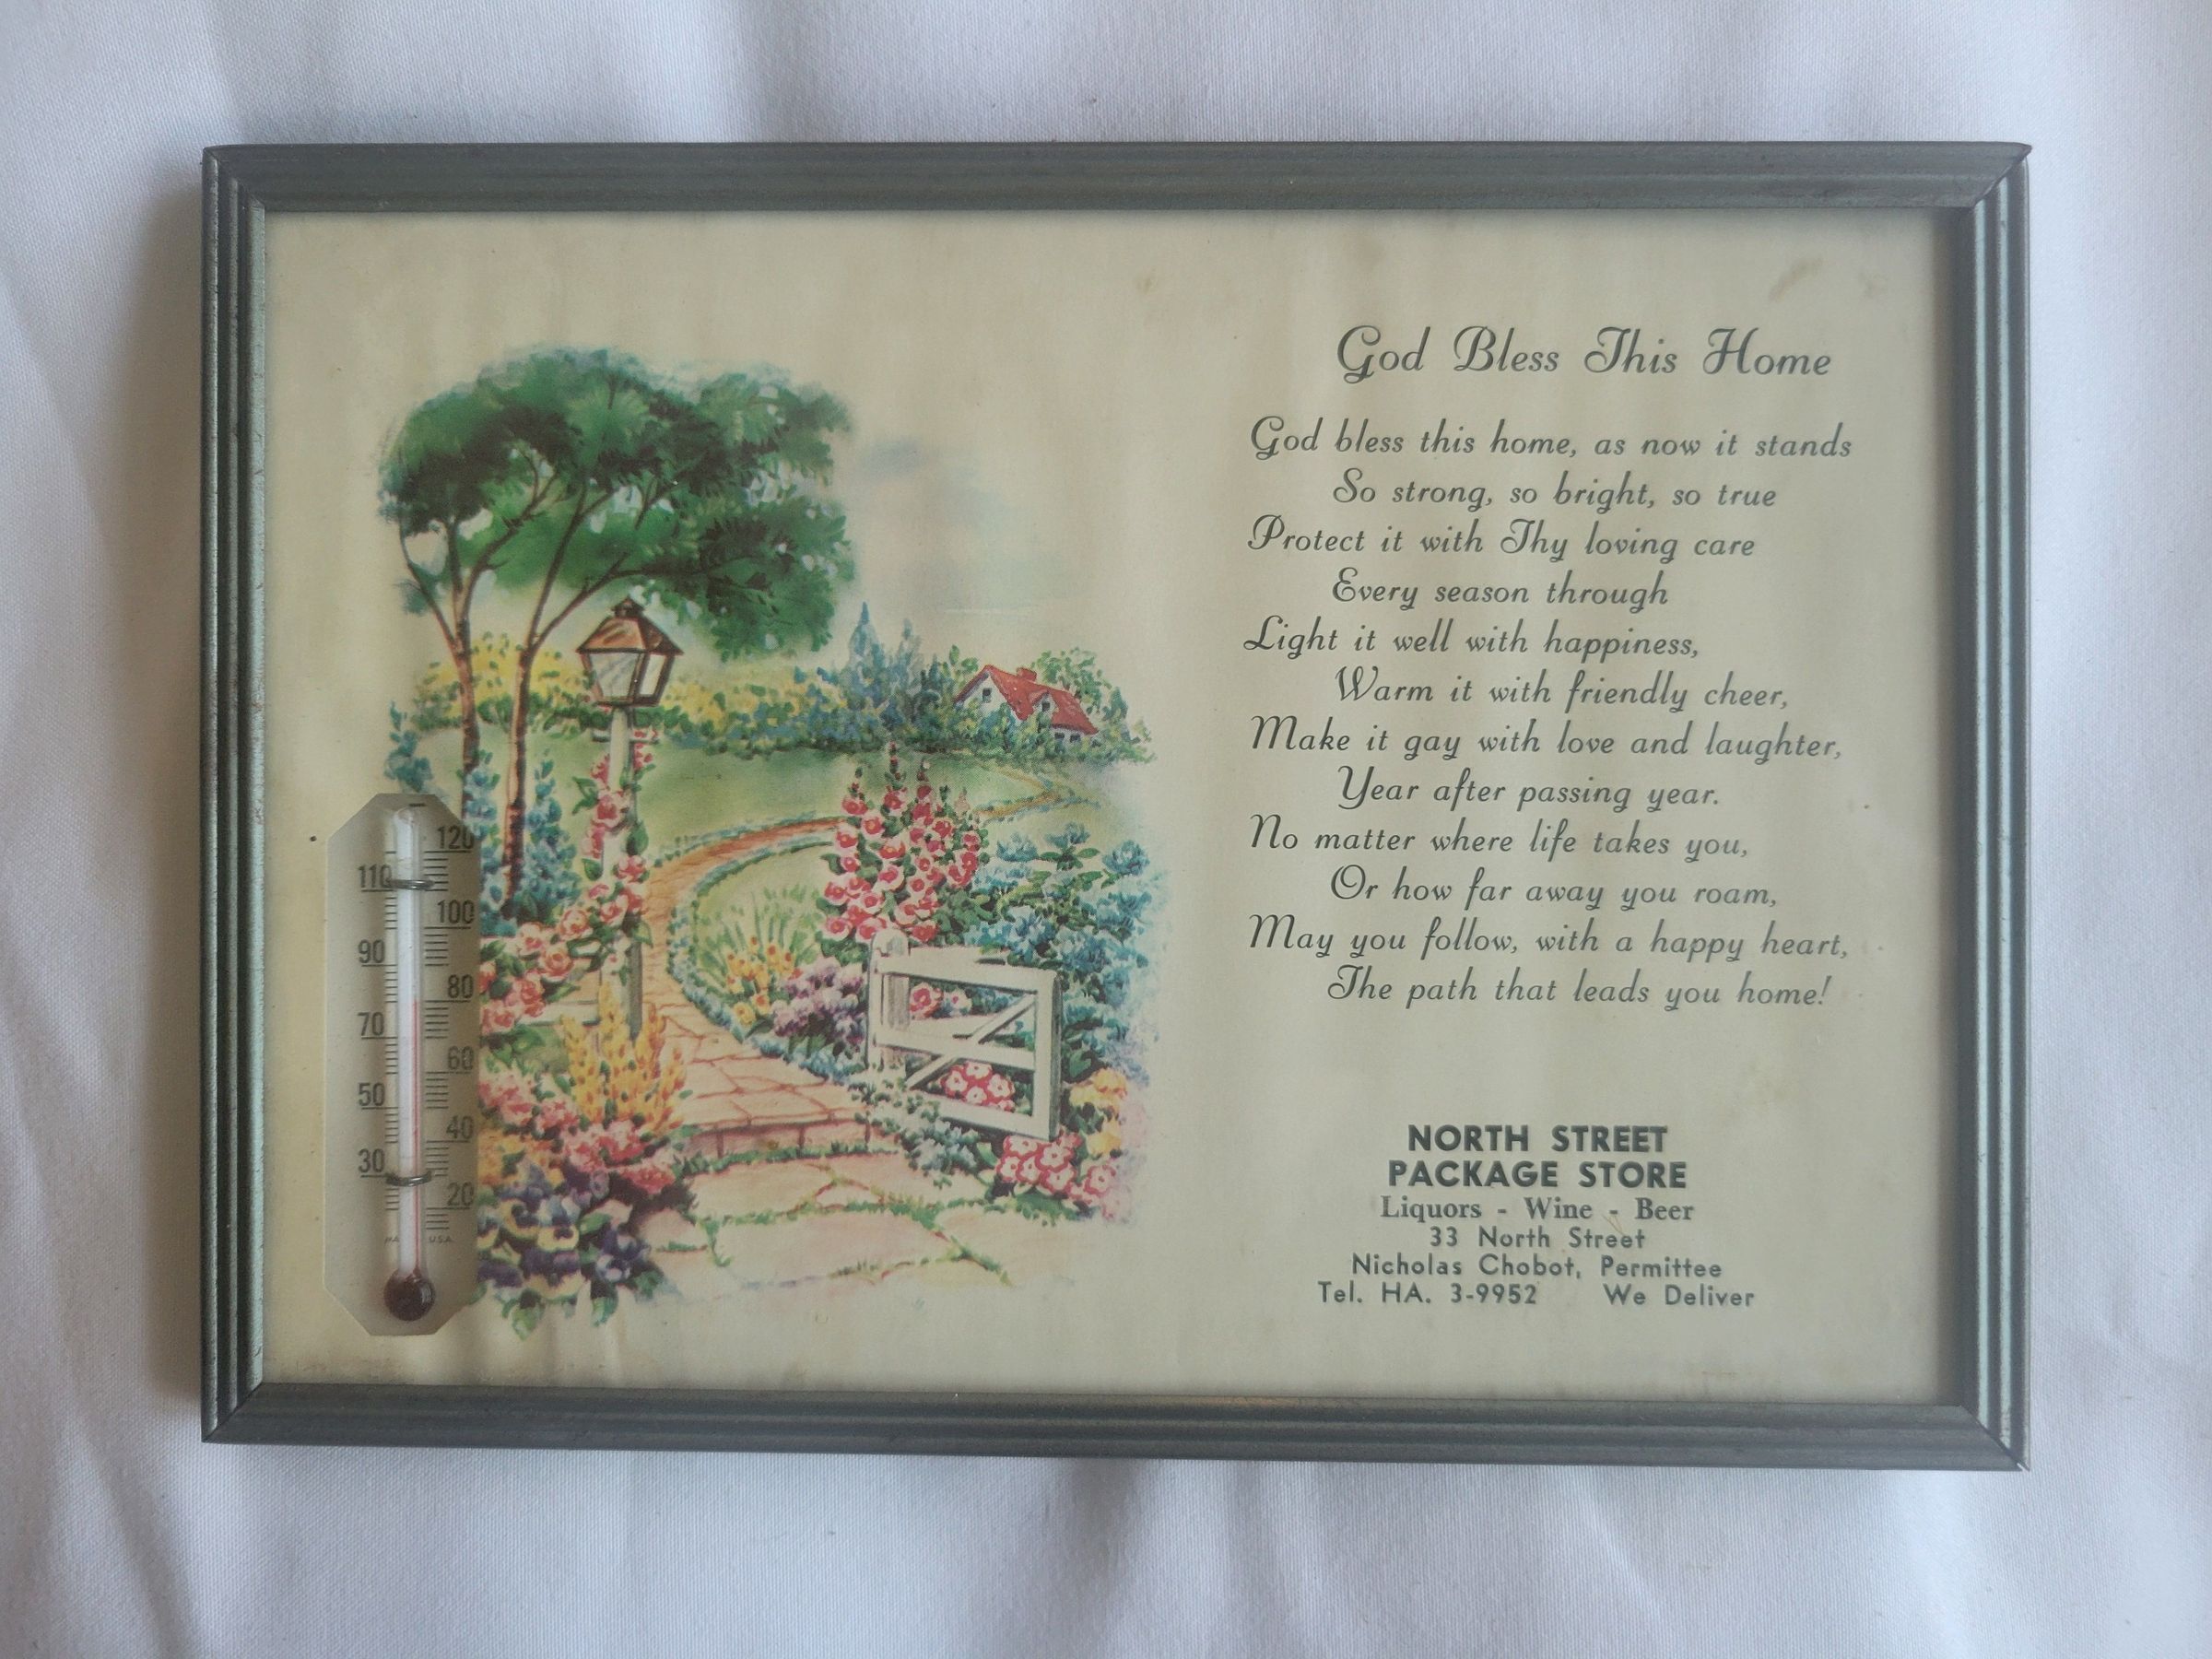 God Bless This Home
God bless this home, as now it stands
So strong, so bright, so true
Protect it with Thy loving care
Every season through
Light it well with happiness,
Warm it with friendly cheer,
Make it gay with love and laughter,
Year after passing year.
No matter where life takes you,
Or how far away you roam,
May you follow, with a happy heart,
The path that leads you home!
NORTH STREET
PACKAGE STORE
Liquors - Wine - Beer
33 North Street
Nicholas Chobot, Permittee
Tel. HA. 3-9952 We Deliver
120
110
100
90
80
70
60
50
40
30
20
USA